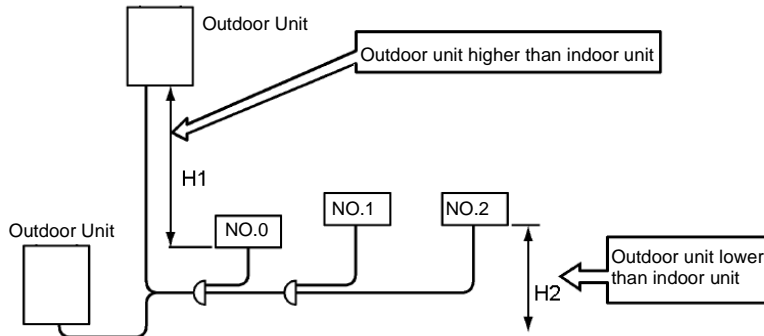 Outdoor Unit
Outdoor unit higher than indoor unit
H1
NO.0
NO.1
NO.2
Outdoor Unit
Outdoor unit lower
than indoor unit
H2